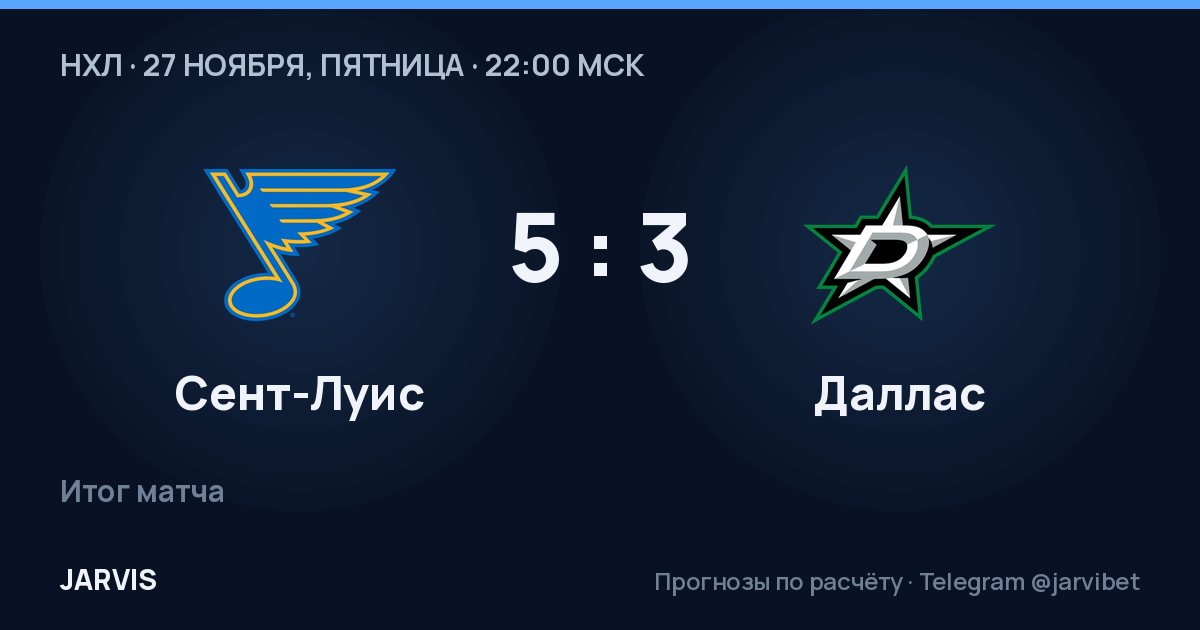 НХЛ · 27 НОЯБРЯ, ПЯТНИЦА · 22:00 МСК
5 : 3
D
Сент-Луис
Даллас
Итог матча
JARVIS
Прогнозы по расчёту · Telegram @jarvibet